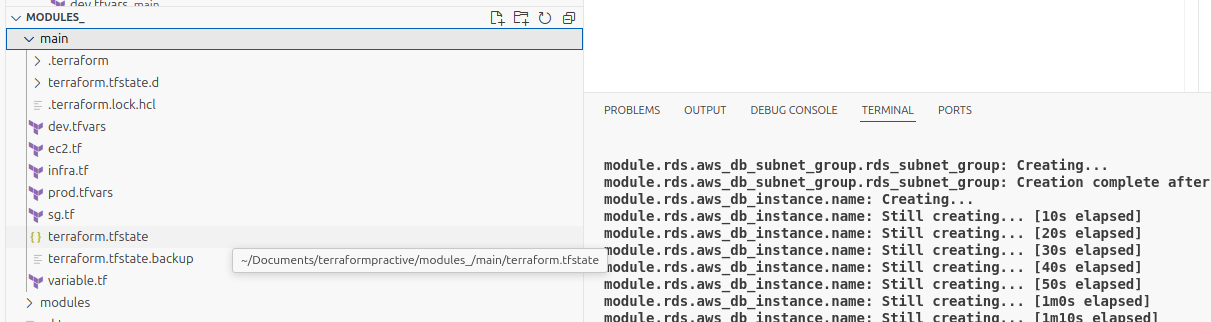 dev.tfvars main
MODULES_
main
.terraform
terraform.tfstate.d
.terraform.lock.hcl
dev.tfvars
ec2.tf
infra.tf
prod.tfvars
sg.tf
{} terraform.tfstate
terraform.tfstate.backup
~/Documents/terraformpractive/modules_/main/terraform.tfstate
variable.tf
modules
PROBLEMS OUTPUT DEBUG CONSOLE TERMINAL PORTS
module.rds.aws_db_subnet_group.rds_subnet_group: Creating...
module.rds.aws_db_subnet_group.rds_subnet_group: Creation complete after
module.rds.aws_db_instance.name: Creating...
module.rds.aws_db_instance.name: Still creating... [10s elapsed]
module.rds.aws_db_instance.name: Still creating... [20s elapsed]
module.rds.aws_db_instance.name: Still creating... [30s elapsed]
module.rds.aws_db_instance.name: Still creating... [40s elapsed]
module.rds.aws_db_instance.name: Still creating... [50s elapsed]
module.rds.aws_db_instance.name: Still creating... [1m0s elapsed]
module.rds.aws_db_instance.name: Still creating... [1m10s elapsed]